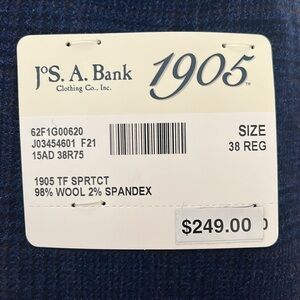 JoS. A. Bank
Clothing Co., Inc.
1905™
62F1G00620
J03454601 F21
15AD 38R75
SIZE
38 REG
1905 TF SPRTCT
98% WOOL 2% SPANDEX
$249.00